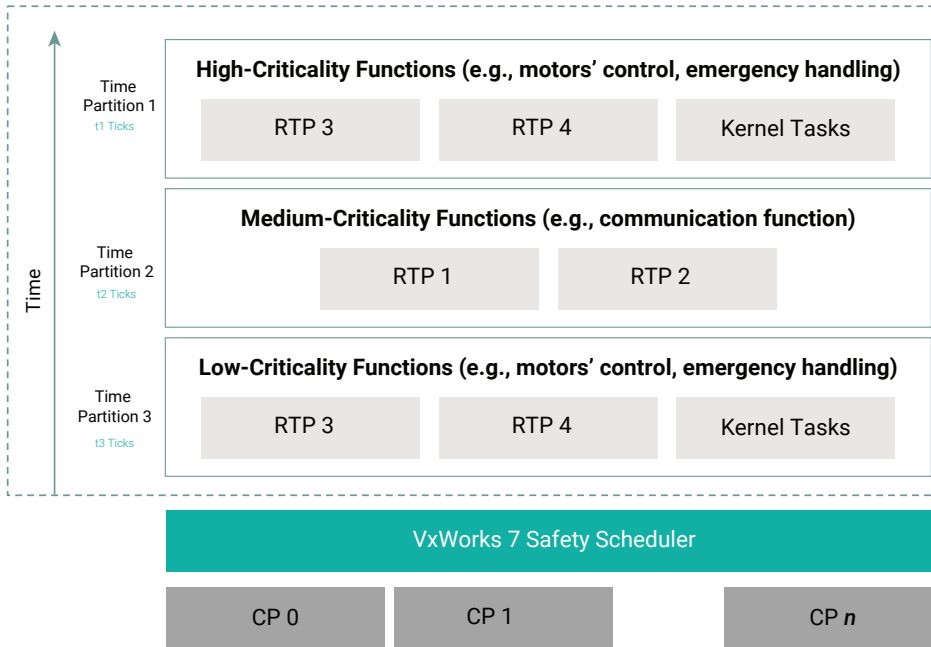 High-Criticality Functions (e.g., motors’ control, emergency handling)
Time
Partition 1
t1 Ticks
RTP 3
RTP 4
Kernel Tasks
Medium-Criticality Functions (e.g., communication function)
Time
Partition 2
t2 Ticks
RTP 1
RTP 2
Time
Low-Criticality Functions (e.g., motors’ control, emergency handling)
Time
Partition 3
t3 Ticks
RTP 3
RTP 4
Kernel Tasks
VxWorks 7 Safety Scheduler
CP 0
CP 1
CP n